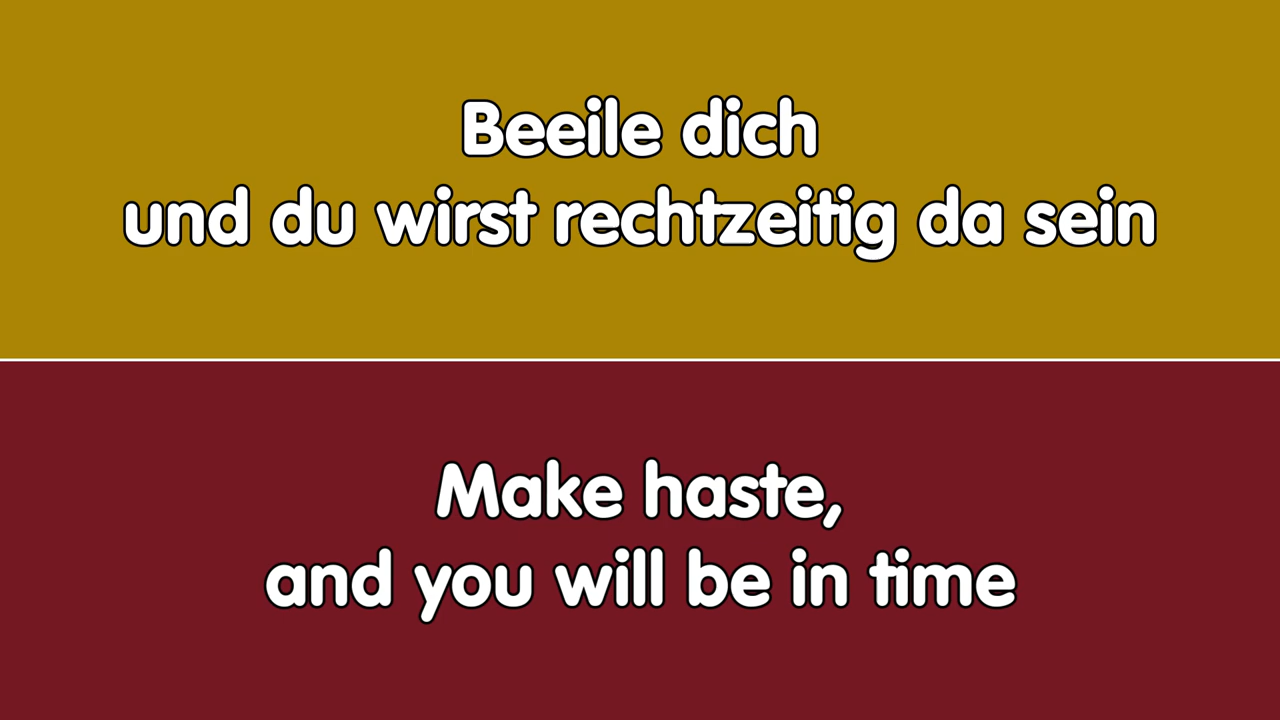 Beeile dich
und du wirst rechtzeitig da sein
Make haste,
and you will be in time